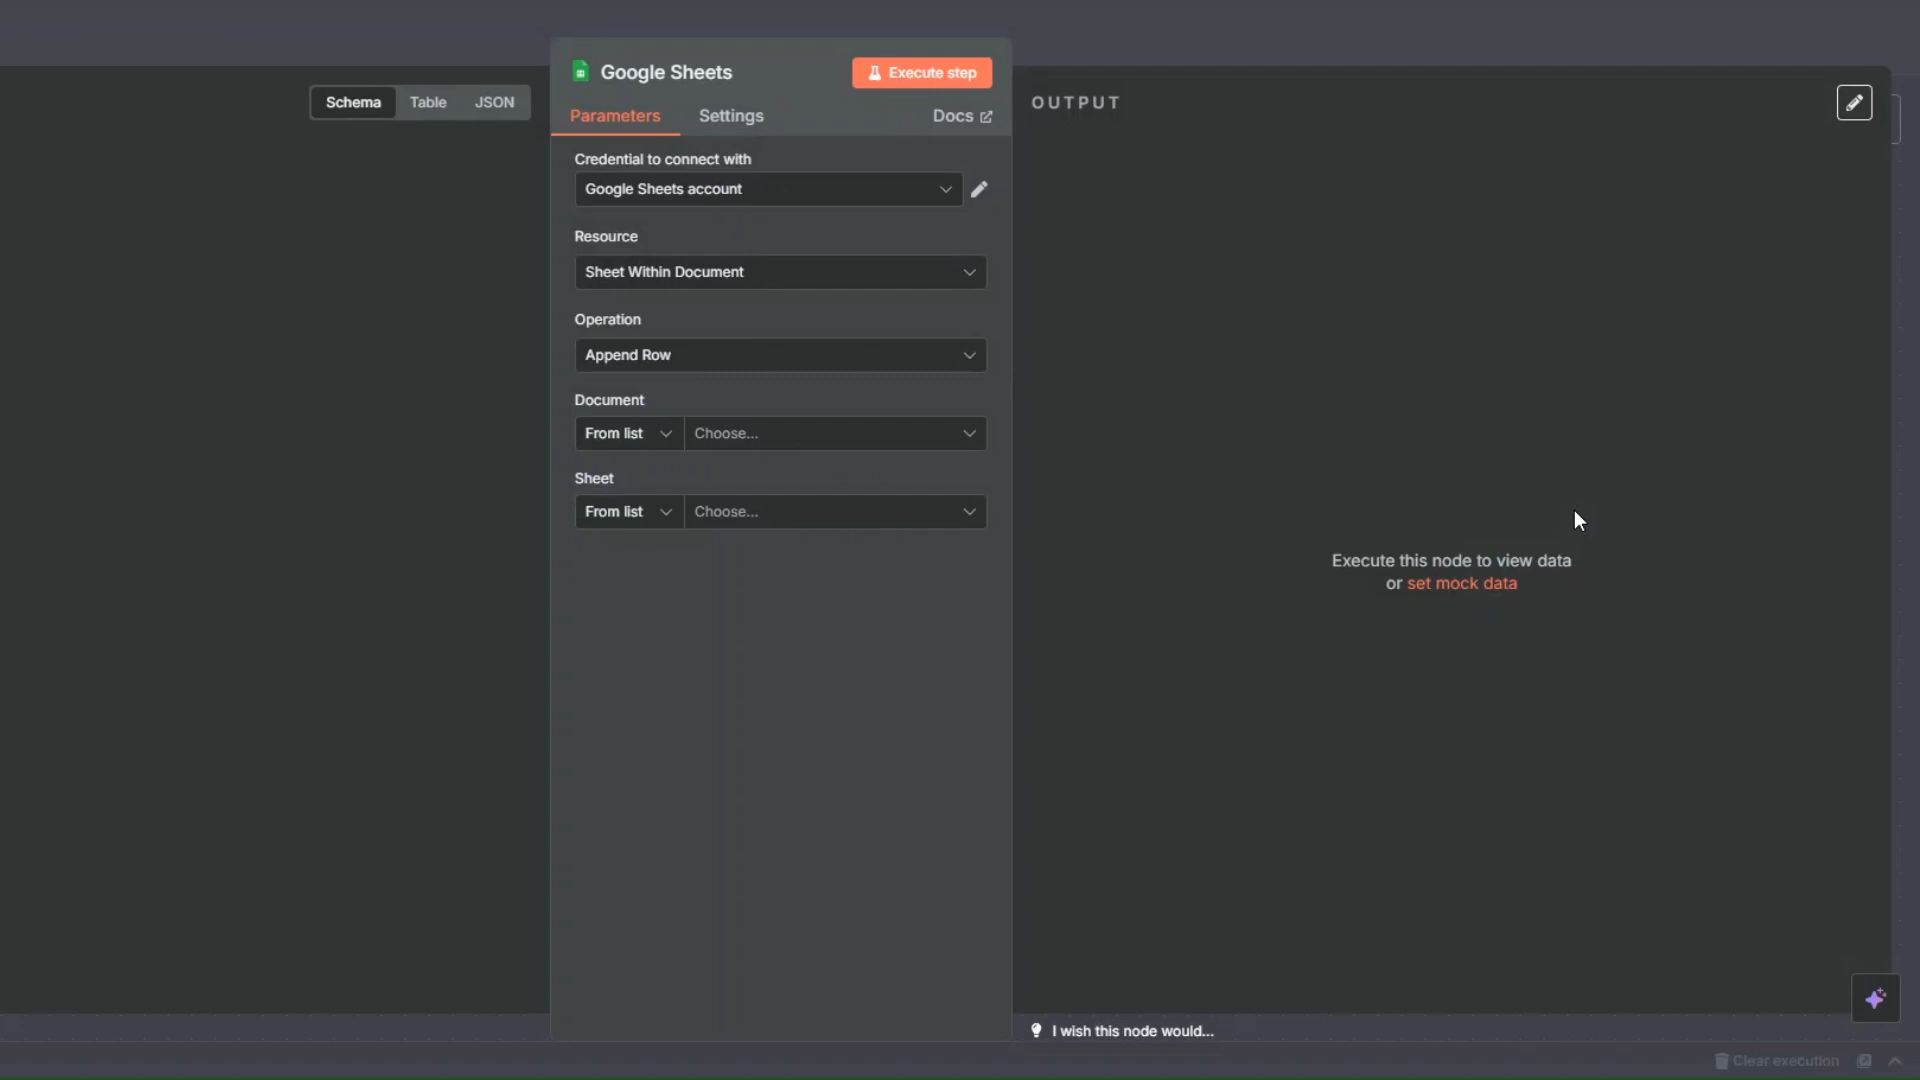 Google Sheets
Execute step
Schema
Table
JSON
Parameters
Settings
Docs
OUTPUT
Credential to connect with
Google Sheets account
Resource
Sheet Within Document
Operation
Append Row
Document
From list
Choose...
Sheet
From list
Choose...
Execute this node to view data
or set mock data
I wish this node would...
Clear execution